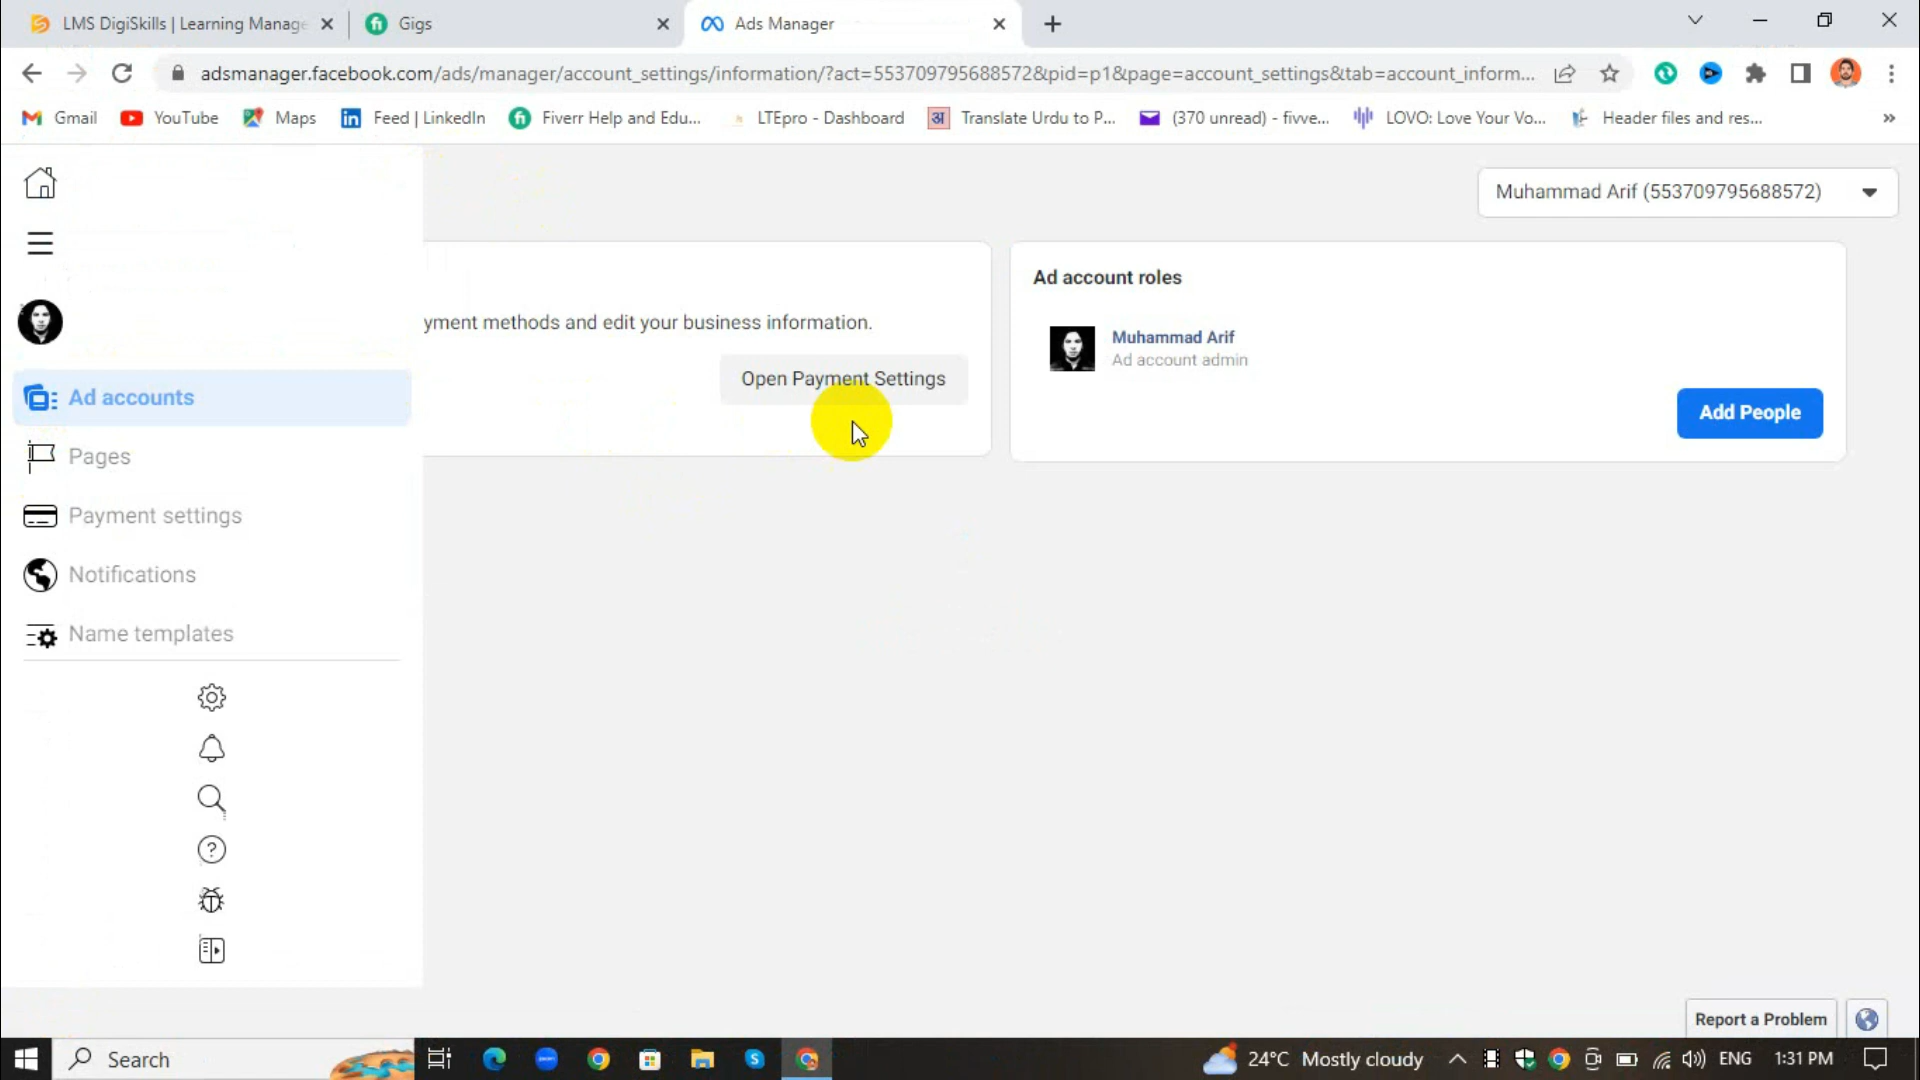 LMS DigiSkills | Learning Manage
Gigs
Ads Manager
adsmanager.facebook.com/ads/manager/account_settings/information/?act=553709795688572&pid=p1&page=account_settings&tab=account_inform...
Gmail
YouTube
Maps
Feed | LinkedIn
Fiverr Help and Edu...
LTEpro - Dashboard
Translate Urdu to P...
(370 unread) - fivve...
LOVO: Love Your Vo...
Header files and res...
»
Muhammad Arif (553709795688572)
yment methods and edit your business information.
Open Payment Settings
Ad account roles
Muhammad Arif
Ad account admin
Add People
Ad accounts
Pages
Payment settings
Notifications
Name templates
Report a Problem
Search
24°C Mostly cloudy
ENG
1:31 PM